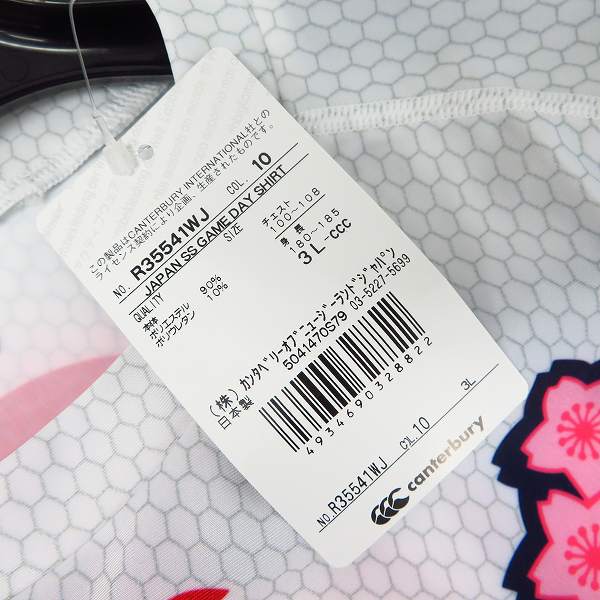 この製品はCANTERBURY INTERNATIONAL社との
ライセンス契約により企画、生産されたものです。
NO. R35541WJ COL. 10
JAPAN SS GAME DAY SHIRT
QUALITY
本体
ポリエステル 90%
ポリウレタン 10%
SIZE
チェスト
100~108
身長
180~185
3L-CCC
(株) カンタベリーオブニュージーランドジャパン
日本製 5041470S79 03-5227-5699
4934690328822
NO. R35541WJ COL. 10 3L
canterbury